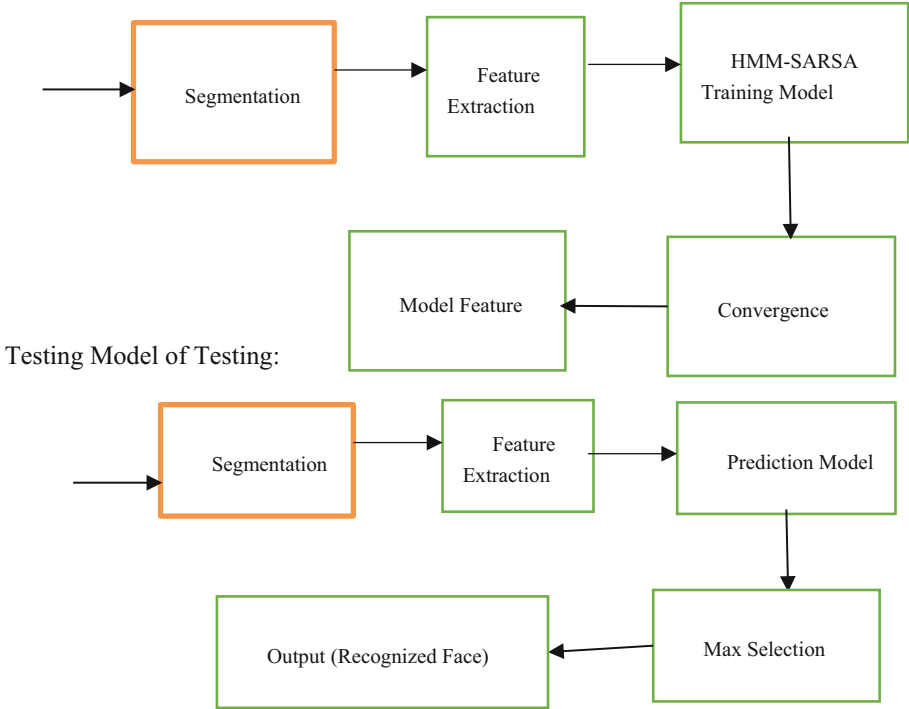 Segmentation
Feature
Extraction
HMM-SARSA
Training Model
Model Feature
Convergence
Testing Model of Testing:
Segmentation
Feature
Extraction
Prediction Model
Output (Recognized Face)
Max Selection